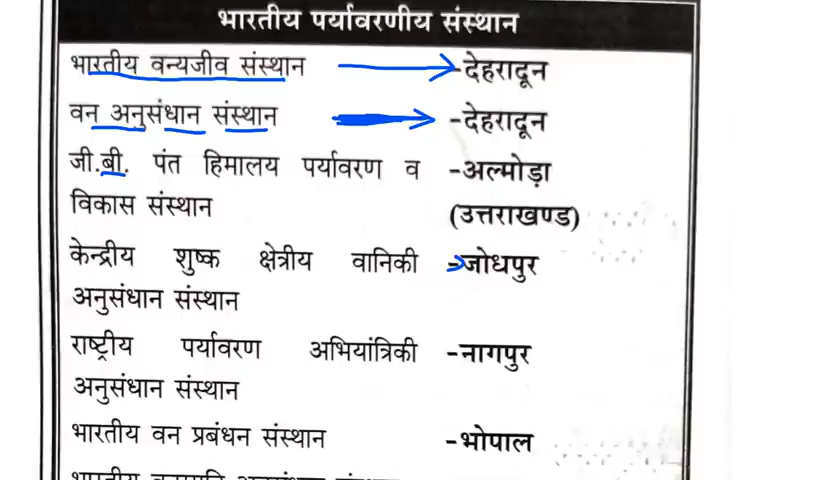 भारतीय पर्यावरणीय संस्थान
भारतीय वन्यजीव संस्थान -देहरादून
वन अनुसंधान संस्थान -देहरादून
जी.बी. पंत हिमालय पर्यावरण व -अल्मोड़ा
विकास संस्थान (उत्तराखण्ड)
केन्द्रीय शुष्क क्षेत्रीय वानिकी -जोधपुर
अनुसंधान संस्थान
राष्ट्रीय पर्यावरण अभियांत्रिकी -नागपुर
अनुसंधान संस्थान
भारतीय वन प्रबंधन संस्थान -भोपाल
भारतीय